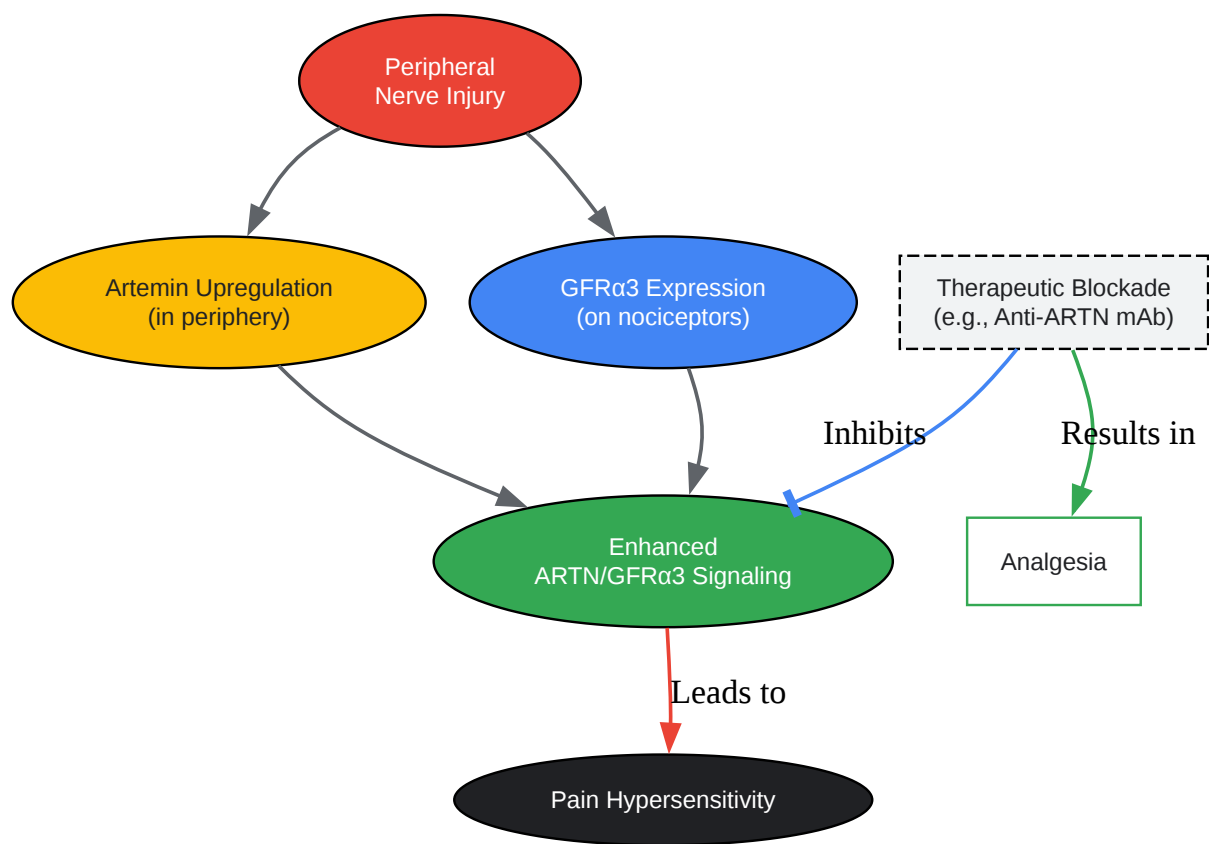 Peripheral
Nerve Injury
Artemin Upregulation
(in periphery)
GFRα3 Expression
(on nociceptors)
Therapeutic Blockade
(e.g., Anti-ARTN mAb)
Inhibits
Results in
Enhanced
ARTN/GFRα3 Signaling
Analgesia
Leads to
Pain Hypersensitivity